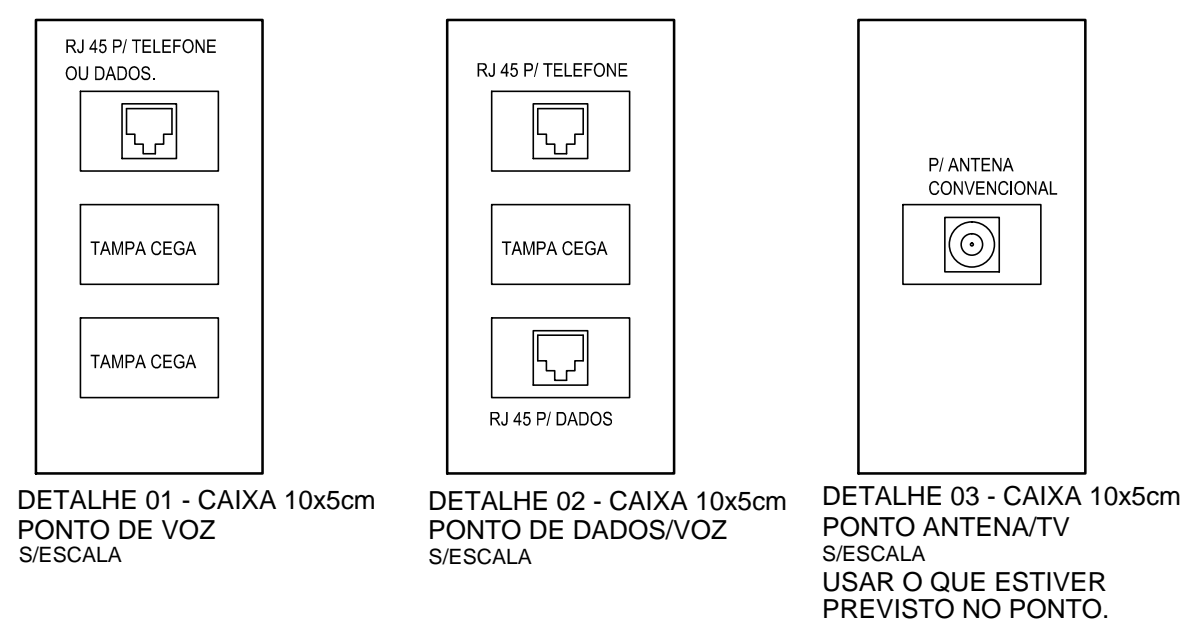 RJ 45 P/ TELEFONE
OU DADOS.
TAMPA CEGA
TAMPA CEGA
DETALHE 01 - CAIXA 10x5cm
PONTO DE VOZ
S/ESCALA
RJ 45 P/ TELEFONE
TAMPA CEGA
RJ 45 P/ DADOS
DETALHE 02 - CAIXA 10x5cm
PONTO DE DADOS/VOZ
S/ESCALA
P/ ANTENA
CONVENCIONAL
DETALHE 03 - CAIXA 10x5cm
PONTO ANTENA/TV
S/ESCALA
USAR O QUE ESTIVER
PREVISTO NO PONTO.